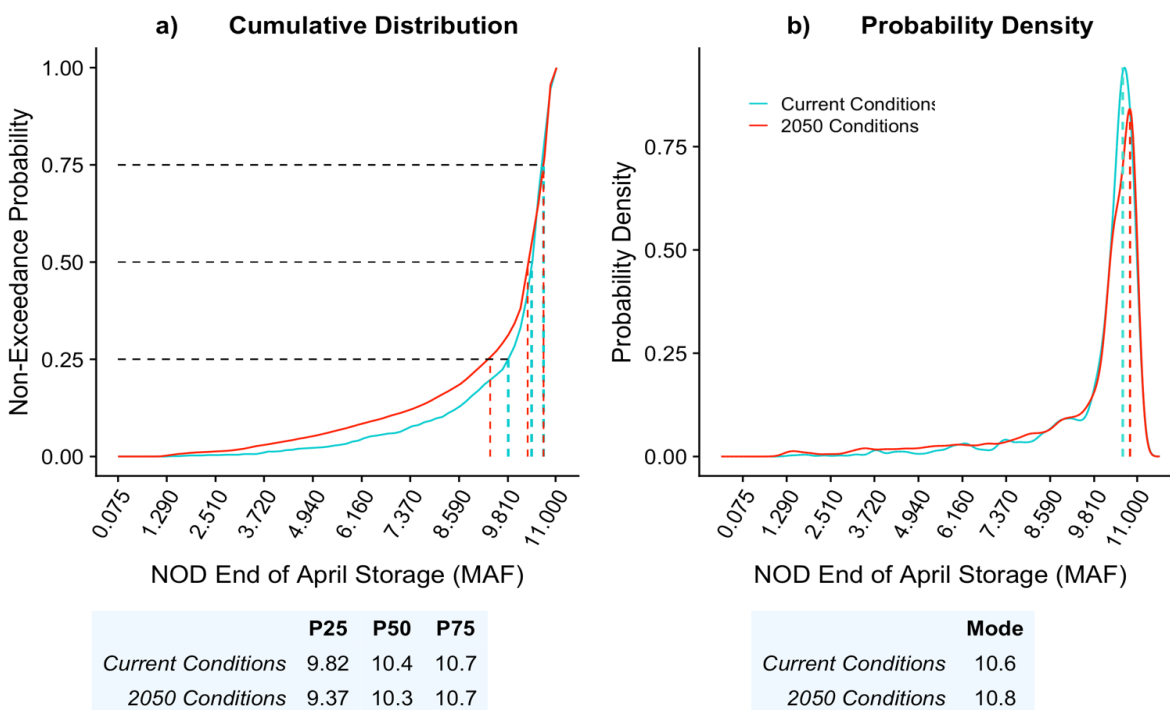 a) Cumulative Distribution
Non-Exceedance Probability
1.00
0.75
0.50
0.25
0.00
0.075
1.290
2.510
3.720
4.940
6.160
7.370
8.590
9.810
11.000
NOD End of April Storage (MAF)
P25 P50 P75
Current Conditions 9.82 10.4 10.7
2050 Conditions 9.37 10.3 10.7
b) Probability Density
Probability Density
Current Conditions
2050 Conditions
0.75
0.50
0.25
0.00
0.075
1.290
2.510
3.720
4.940
6.160
7.370
8.590
9.810
11.000
NOD End of April Storage (MAF)
Mode
Current Conditions 10.6
2050 Conditions 10.8